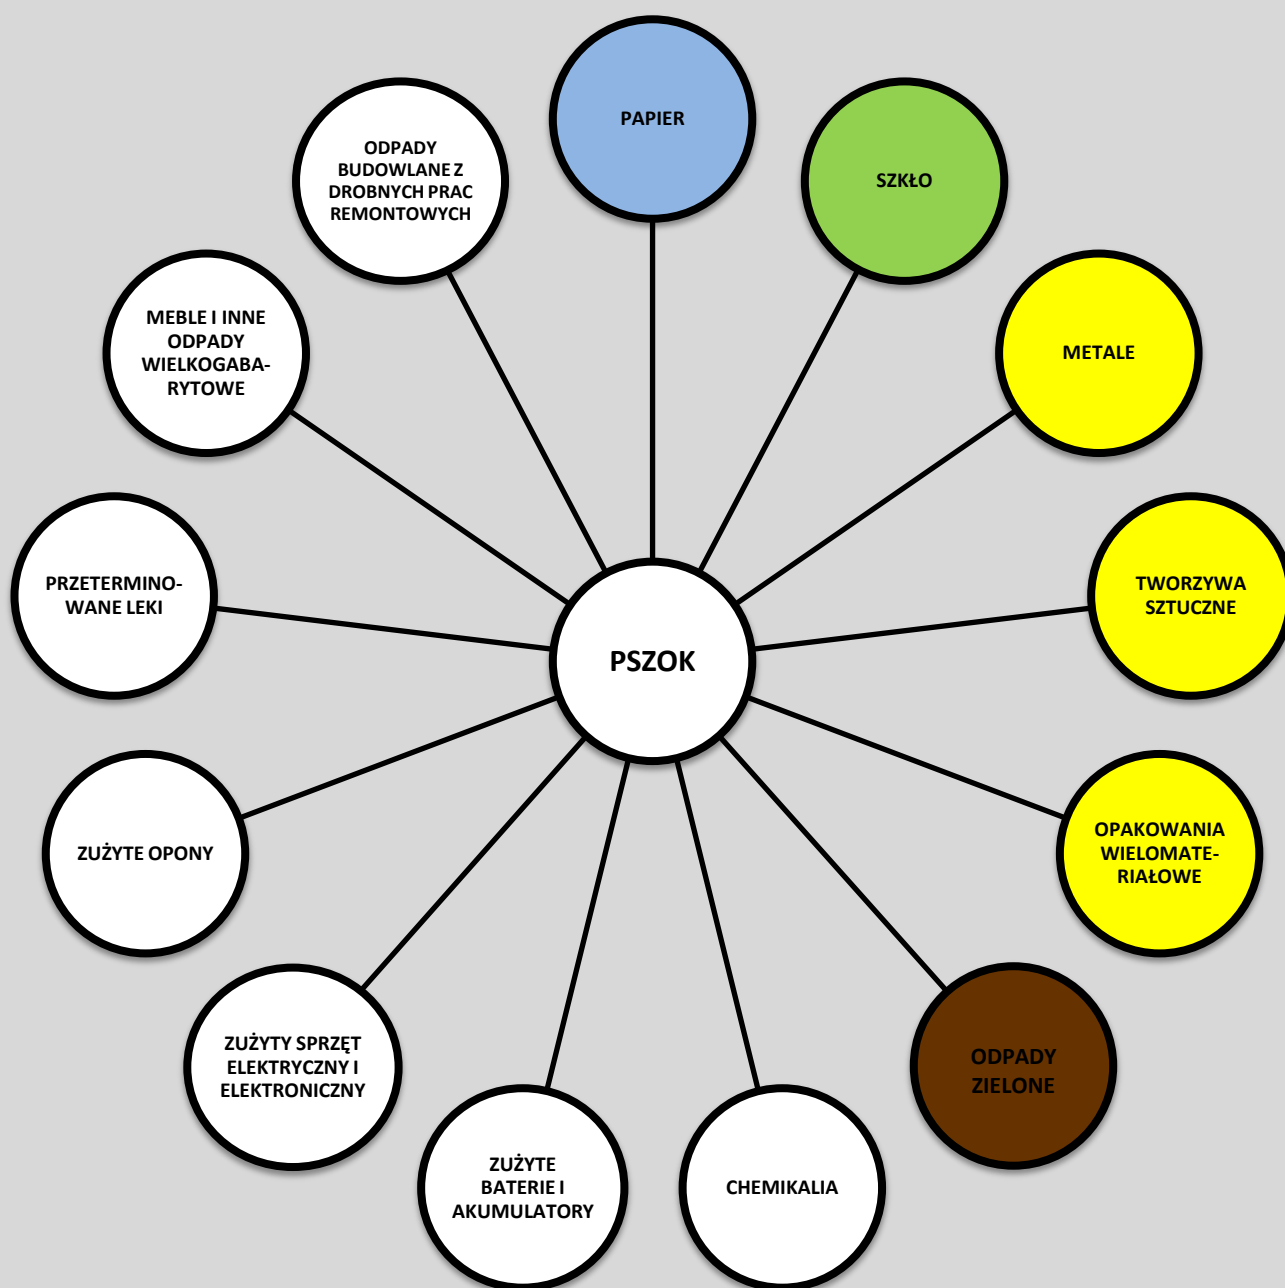 PAPIER
SZKŁO
METALE
TWORZYWA
SZTUCZNE
OPAKOWANIA
WIELOMATE-
RIAŁOWE
ODPADY
ZIELONE
CHEMIKALIA
ZUŻYTE
BATERIE I
AKUMULATORY
ZUŻYTY SPRZĘT
ELEKTRYCZNY I
ELEKTRONICZNY
ZUŻYTE OPONY
PRZETERMINO-
WANE LEKI
MEBLE I INNE
ODPADY
WIELKOGABA-
RYTOWE
ODPADY
BUDOWLANE Z
DROBNYCH PRAC
REMONTOWYCH
PSZOK